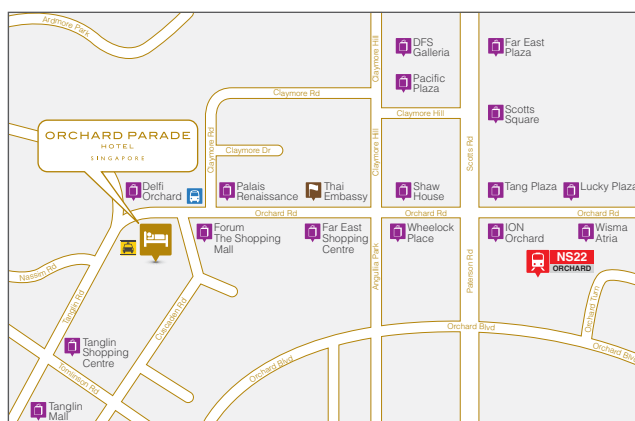 Ardmore Park
Claymore Hill
DFS
Galleria
Far East
Plaza
Pacific
Plaza
Claymore Rd
Claymore Hill
Scotts
Square
ORCHARD PARADE
HOTEL
SINGAPORE
Claymore Rd
Claymore Dr
Claymore Hill
Scotts Rd
Delfi
Orchard
Palais
Renaissance
Thai
Embassy
Shaw
House
Tang Plaza
Lucky Plaza
Orchard Rd
Orchard Rd
Orchard Rd
Forum
The Shopping
Mall
Far East
Shopping
Centre
Wheelock
Place
ION
Orchard
Wisma
Atria
NS22
ORCHARD
Nassim Rd
Tanglin Rd
Cuscaden Rd
Angullia Park
Paterson Rd
Orchard Turn
Orchard Blvd
Orchard Blvd
Orchard Blvd
Tanglin
Shopping
Centre
Tomlinson Rd
Tanglin
Mall